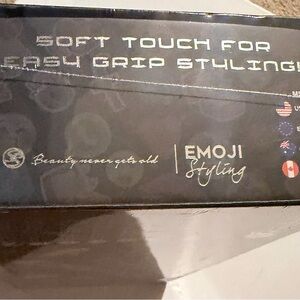 SOFT TOUCH FOR
EASY GRIP STYLING!
Beauty never gets old
EMOJI
Styling